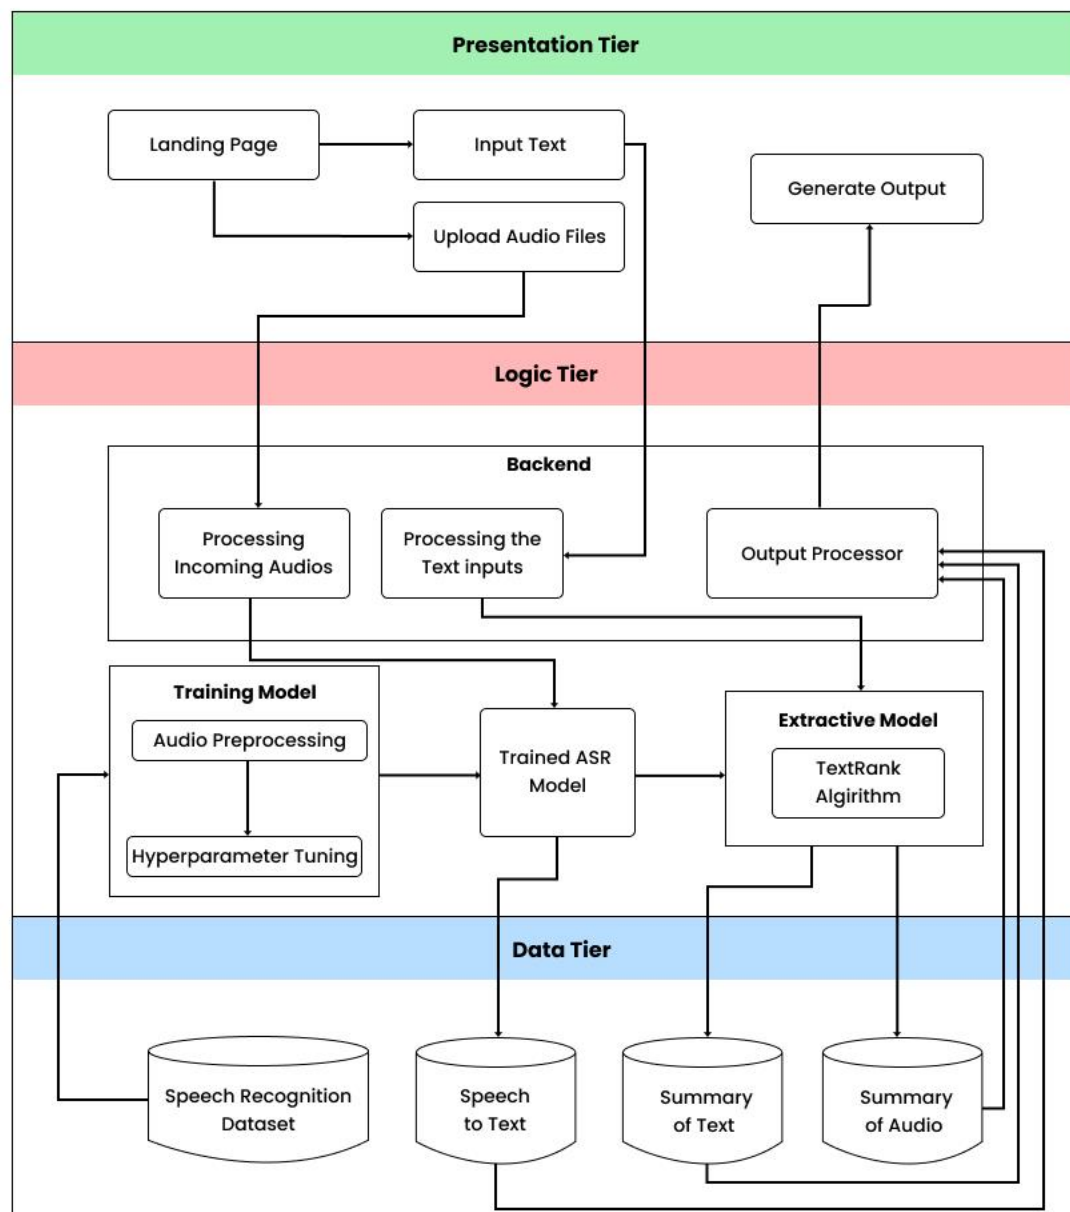 Presentation Tier
Landing Page
Input Text
Generate Output
Upload Audio Files
Logic Tier
Backend
Processing
Incoming Audios
Processing the
Text inputs
Output Processor
Training Model
Audio Preprocessing
Hyperparameter Tuning
Trained ASR
Model
Extractive Model
TextRank
Algirithm
Data Tier
Speech Recognition
Dataset
Speech
to Text
Summary
of Text
Summary
of Audio